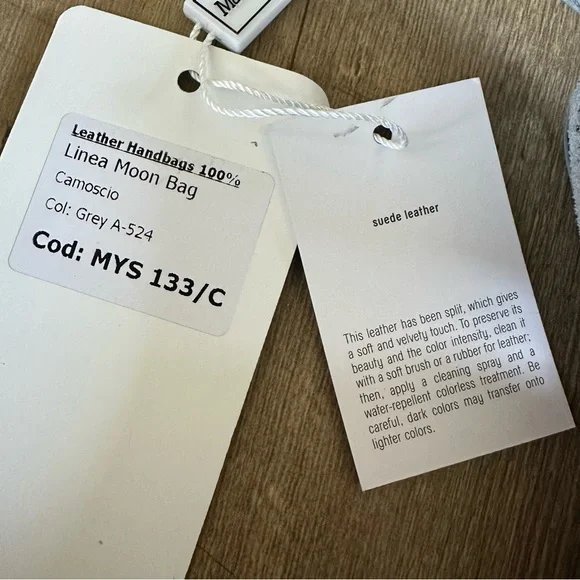 Leather Handbags 100%
Linea Moon Bag
Camoscio
Col: Grey A-524
Cod: MYS 133/C
suede leather
This leather has been split, which gives
a soft and velvety touch. To preserve its
beauty and the color intensity, clean it
with a soft brush or a rubber for leather;
then, apply a cleaning spray and a
water-repellent colorless treatment. Be
careful, dark colors may transfer onto
lighter colors.